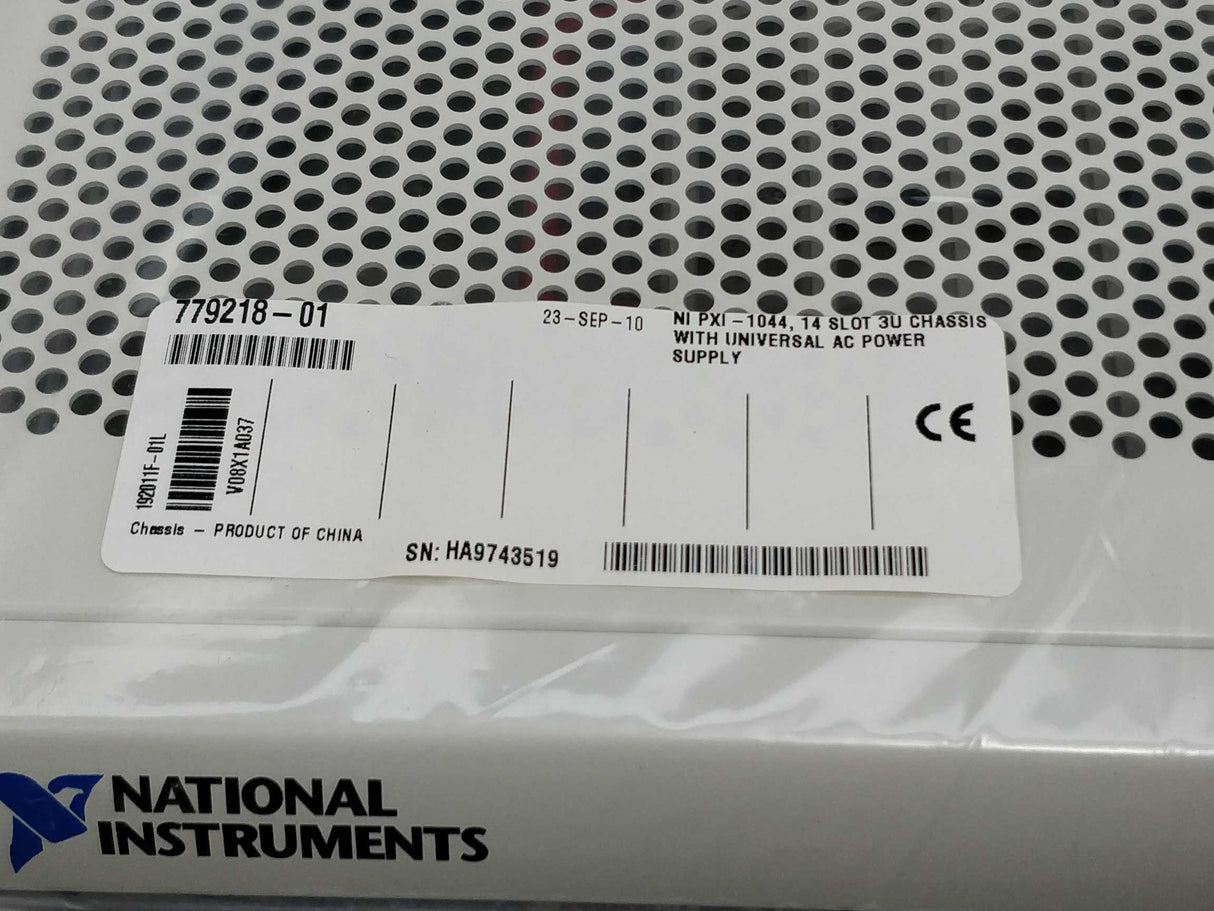 779218-01
23-SEP-10
NI PXI-1044, 14 SLOT 3U CHASSIS
WITH UNIVERSAL AC POWER
SUPPLY
192011F-01L
V08X1A037
CE
Chassis - PRODUCT OF CHINA
SN: HA9743519
NATIONAL
INSTRUMENTS